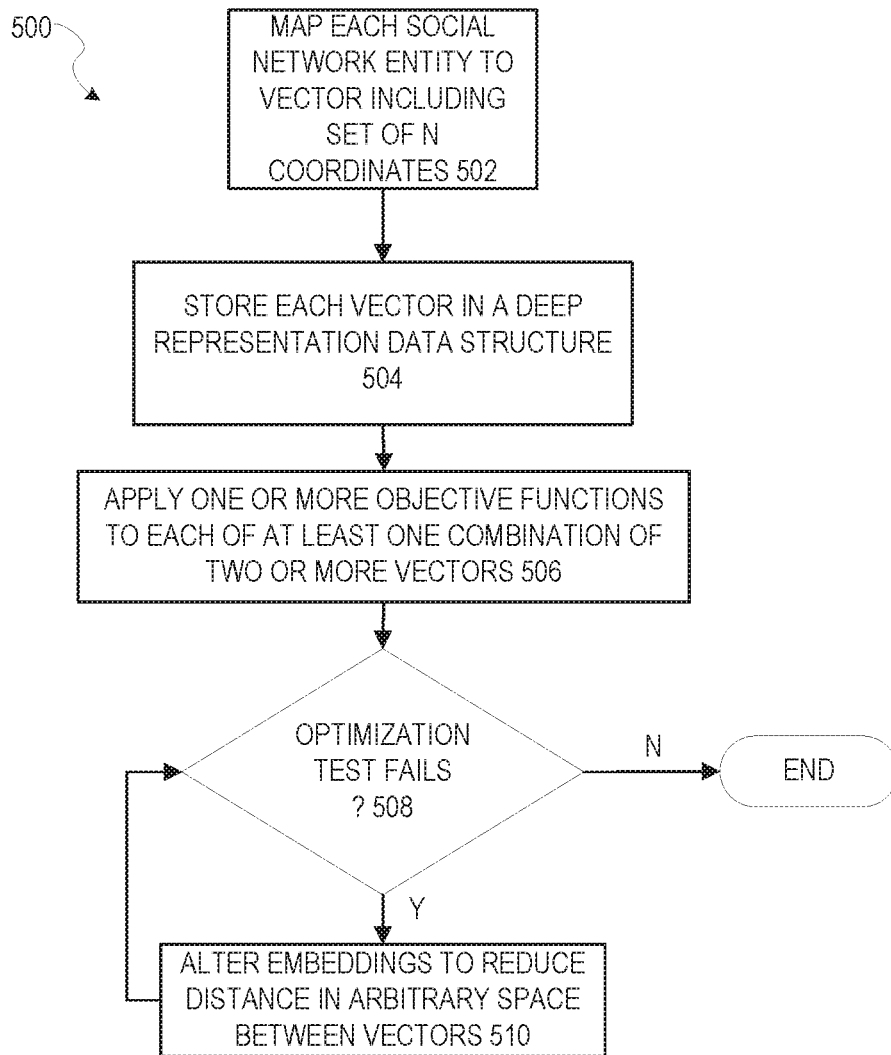 500
MAP EACH SOCIAL
NETWORK ENTITY TO
VECTOR INCLUDING
SET OF N
COORDINATES 502
STORE EACH VECTOR IN A DEEP
REPRESENTATION DATA STRUCTURE
504
APPLY ONE OR MORE OBJECTIVE FUNCTIONS
TO EACH OF AT LEAST ONE COMBINATION OF
TWO OR MORE VECTORS 506
OPTIMIZATION
TEST FAILS
? 508
N
END
Y
ALTER EMBEDDINGS TO REDUCE
DISTANCE IN ARBITRARY SPACE
BETWEEN VECTORS 510